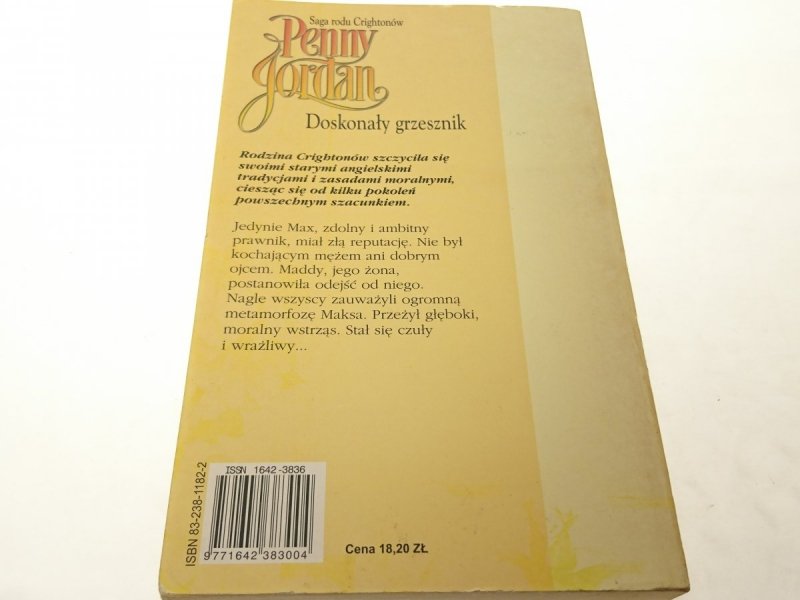 Saga rodu Crightonów
Penny
Jordan
Doskonały grzesznik
Rodzina Crightonów szczyciła się
swoimi starymi angielskimi
tradycjami i zasadami moralnymi,
ciesząc się od kilku pokoleń
powszechnym szacunkiem.
Jedynie Max, zdolny i ambitny
prawnik, miał złą reputację. Nie był
kochającym mężem ani dobrym
ojcem. Maddy, jego żona,
postanowiła odejść od niego.
Nagle wszyscy zauważyli ogromną
metamorfozę Maksa. Przeżył głęboki,
moralny wstrząs. Stał się czuły
i wrażliwy...
ISSN 1642-3836
ISBN 83-238-1182-2
9771642383004
Cena 18,20 ZŁ